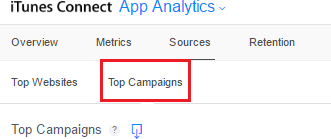 iTunes Connect App Analytics
Overview Metrics Sources Retention
Top Websites Top Campaigns
Top Campaigns ?